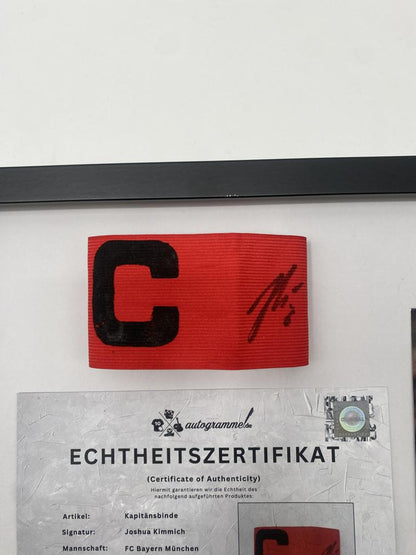 C
autogramme.de
ECHTHEITSZERTIFIKAT
(Certificate of Authenticity)
Hiermit garantieren wir die Echtheit des
nachfolgend aufgeführten Produktes:
Artikel: Kapitänsbinde
Signatur: Joshua Kimmich
Mannschaft: FC Bayern München
C